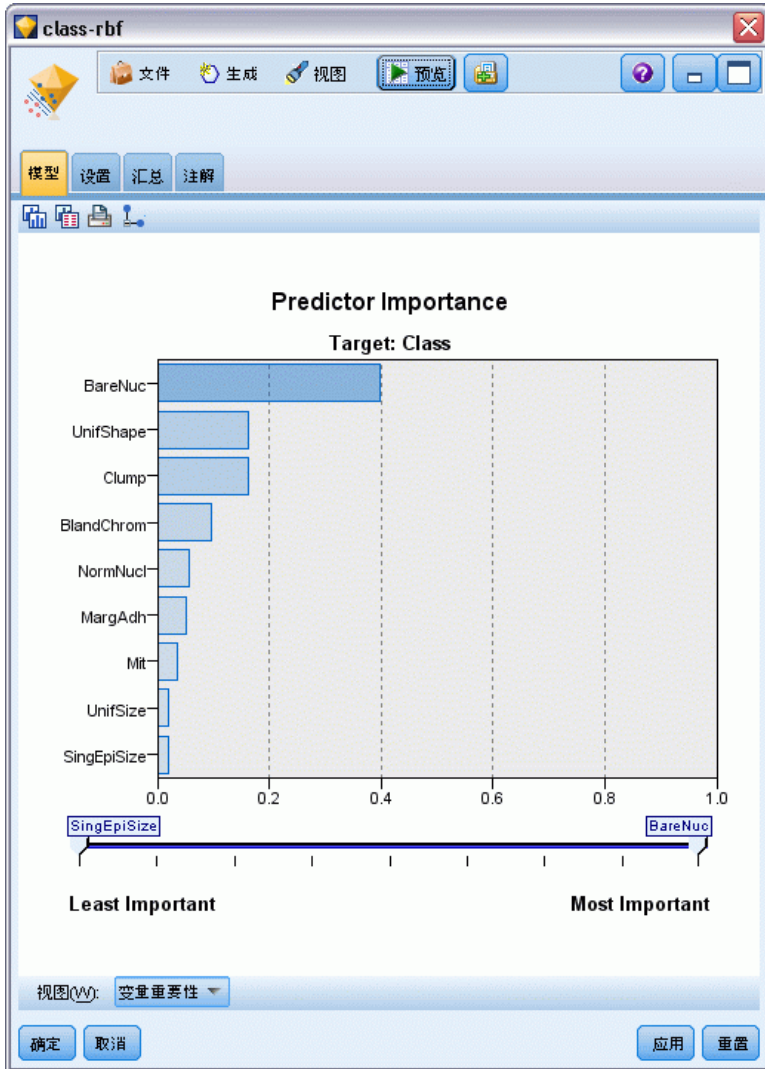 class-rbf
文件 生成 视图 预览
模型 设置 汇总 注解
Predictor Importance
Target: Class
BareNuc
UnifShape
Clump
BlandChrom
NormNucl
MargAdh
Mit
UnifSize
SingEpiSize
0.0 0.2 0.4 0.6 0.8 1.0
SingEpiSize BareNuc
Least Important Most Important
视图(W): 变量重要性
确定 取消 应用 重置